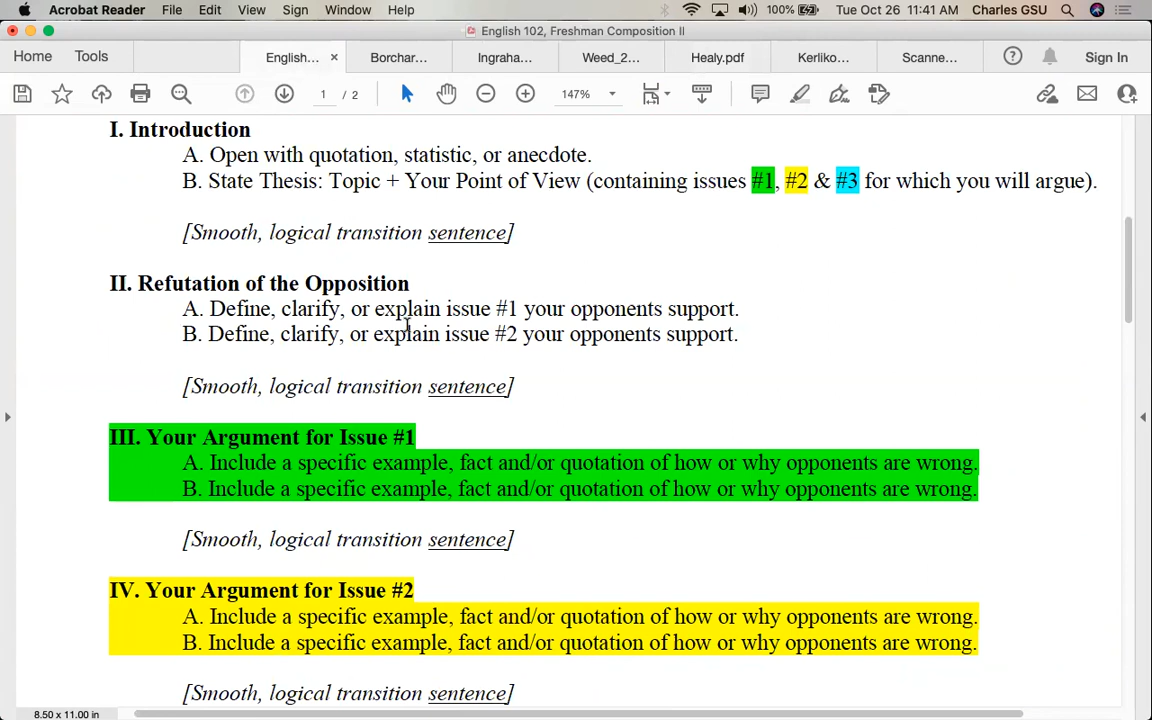 Acrobat Reader File Edit View Sign Window Help 100% Tue Oct 26 11:41 AM Charles GSU
English 102, Freshman Composition II
Home Tools English... × Borchar... Ingraha... Weed_2... Healy.pdf Kerliko... Scanne... Sign In
1 / 2 147%
I. Introduction
A. Open with quotation, statistic, or anecdote.
B. State Thesis: Topic + Your Point of View (containing issues #1, #2 & #3 for which you will argue).
[Smooth, logical transition sentence]
II. Refutation of the Opposition
A. Define, clarify, or explain issue #1 your opponents support.
B. Define, clarify, or explain issue #2 your opponents support.
[Smooth, logical transition sentence]
III. Your Argument for Issue #1
A. Include a specific example, fact and/or quotation of how or why opponents are wrong.
B. Include a specific example, fact and/or quotation of how or why opponents are wrong.
[Smooth, logical transition sentence]
IV. Your Argument for Issue #2
A. Include a specific example, fact and/or quotation of how or why opponents are wrong.
B. Include a specific example, fact and/or quotation of how or why opponents are wrong.
[Smooth, logical transition sentence]
8.50 x 11.00 in